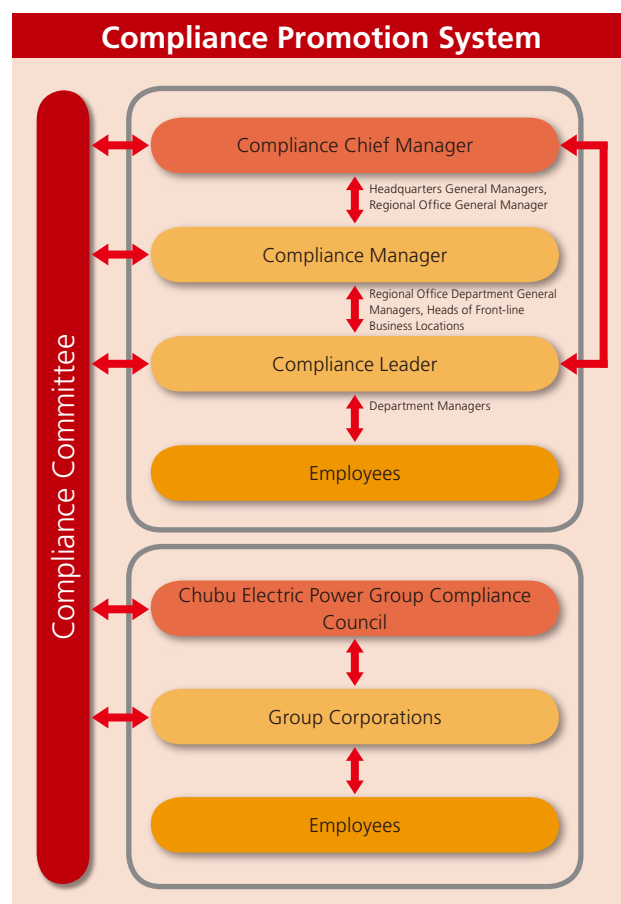 Compliance Promotion System
Compliance Committee
Compliance Chief Manager
Headquarters General Managers,
Regional Office General Manager
Compliance Manager
Regional Office Department General
Managers, Heads of Front-line
Business Locations
Compliance Leader
Department Managers
Employees
Chubu Electric Power Group Compliance
Council
Group Corporations
Employees